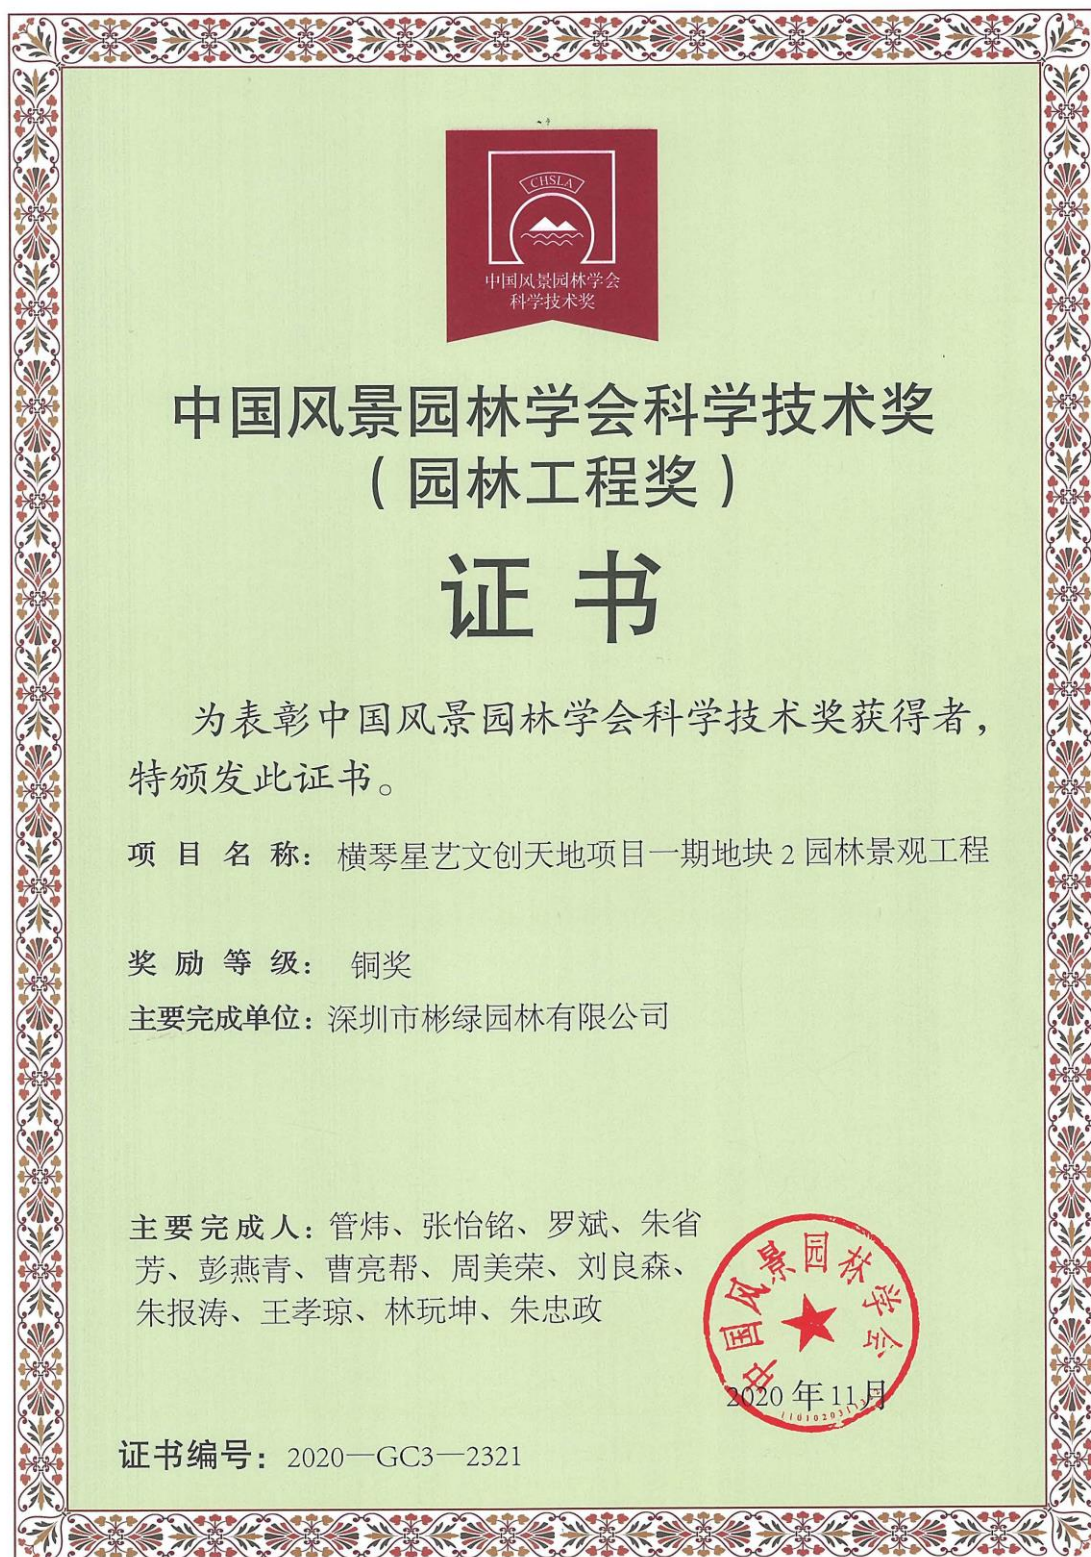 CHSLA
中国风景园林学会
科学技术奖
中国风景园林学会科学技术奖
（园林工程奖）
证书
为表彰中国风景园林学会科学技术奖获得者，
特颁发此证书。
项目名称：横琴星艺文创天地项目一期地块2园林景观工程
奖励等级：铜奖
主要完成单位：深圳市彬绿园林有限公司
主要完成人：管炜、张怡铭、罗斌、朱省
芳、彭燕青、曹亮帮、周美荣、刘良森、
朱报涛、王孝琼、林玩坤、朱忠政
中国风景园林学会
2020年11月
证书编号：2020—GC3—2321